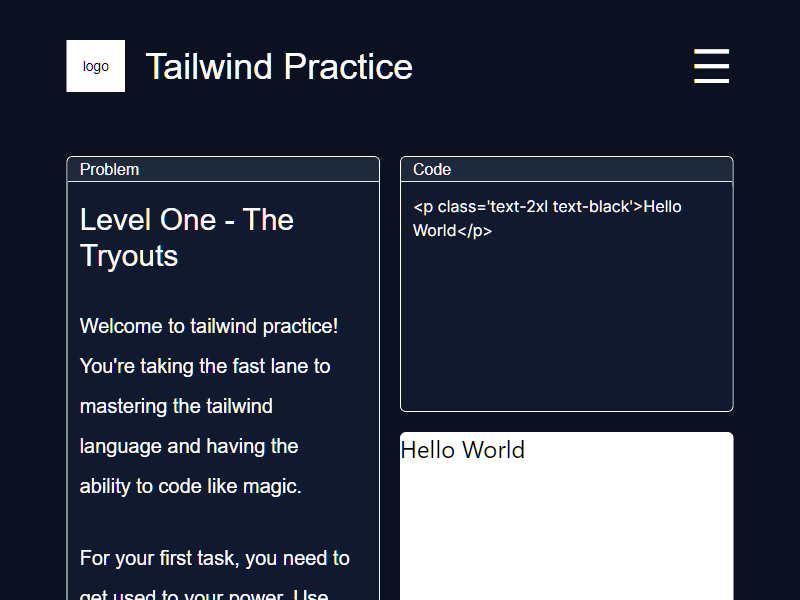 logo
Tailwind Practice
Problem
Level One - The
Tryouts
Welcome to tailwind practice!
You're taking the fast lane to
mastering the tailwind
language and having the
ability to code like magic.
For your first task, you need to
get used to your power. Use
Code
<p class='text-2xl text-black'>Hello
World</p>
Hello World